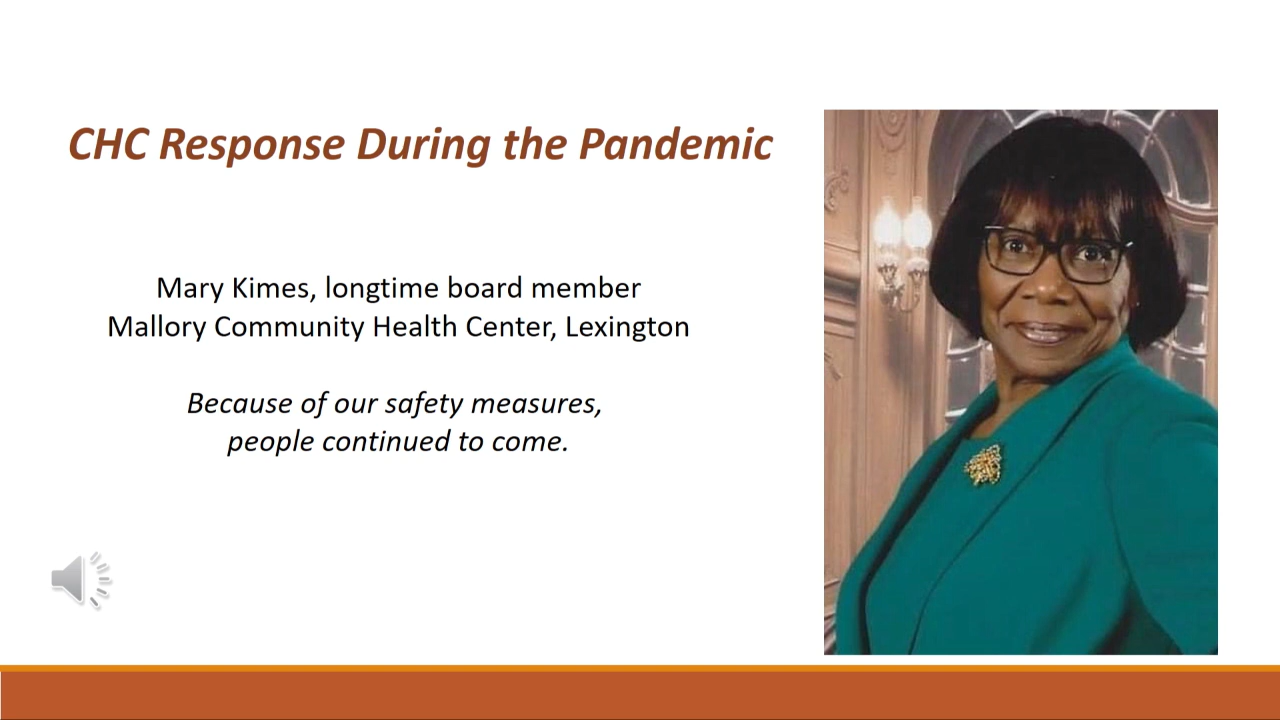 CHC Response During the Pandemic
Mary Kimes, longtime board member
Mallory Community Health Center, Lexington
Because of our safety measures,
people continued to come.